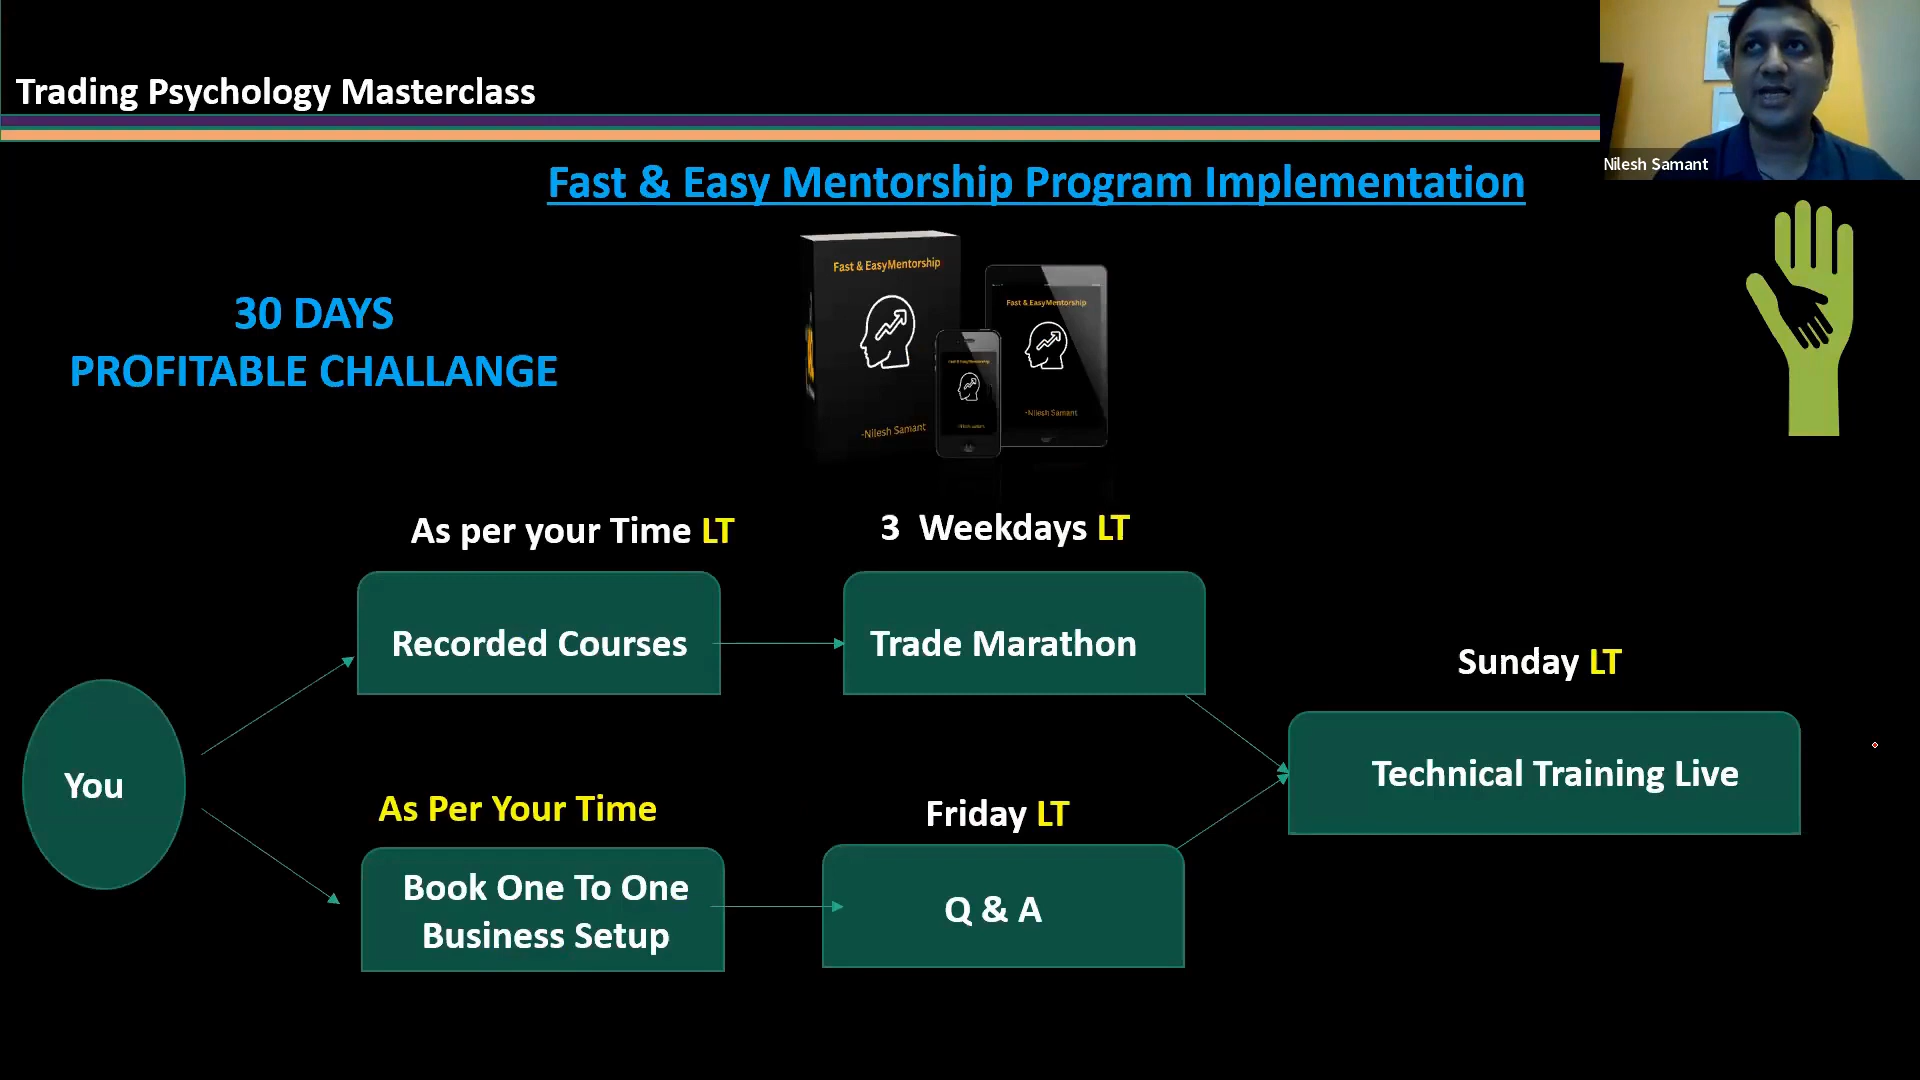 Trading Psychology Masterclass
Nilesh Samant
Fast & Easy Mentorship Program Implementation
30 DAYS
PROFITABLE CHALLANGE
Fast & EasyMentorship
-Nilesh Samant
Fast & EasyMentorship
-Nilesh Samant
Fast & EasyMentorship
As per your Time LT
3 Weekdays LT
Recorded Courses
Trade Marathon
Sunday LT
You
Technical Training Live
As Per Your Time
Friday LT
Book One To One
Business Setup
Q & A